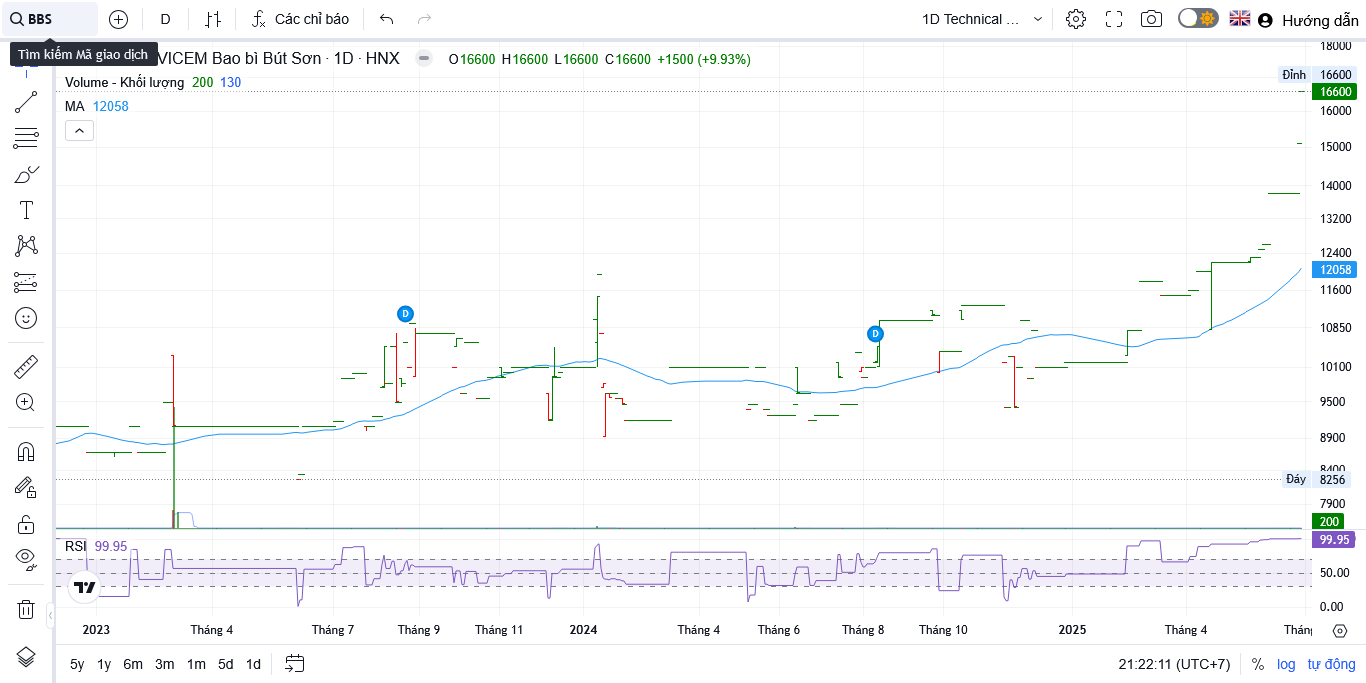 BBS
D
Các chỉ báo
1D Technical ...
Hướng dẫn
Tìm kiếm Mã giao dịch
VICEM Bao bì Bút Sơn · 1D · HNX
O16600 H16600 L16600 C16600 +1500 (+9.93%)
Volume - Khối lượng 200 130
MA 12058
18000
Đỉnh 16600
16600
16000
15000
14000
13200
12400
12058
11600
D
D
10850
10100
9500
8900
8400
Đáy 8256
7900
200
RSI 99.95
99.95
50.00
0.00
2023 Tháng 4 Tháng 7 Tháng 9 Tháng 11 2024 Tháng 4 Tháng 6 Tháng 8 Tháng 10 2025 Tháng 4 Tháng
5y 1y 6m 3m 1m 5d 1d
21:22:11 (UTC+7) % log tự động